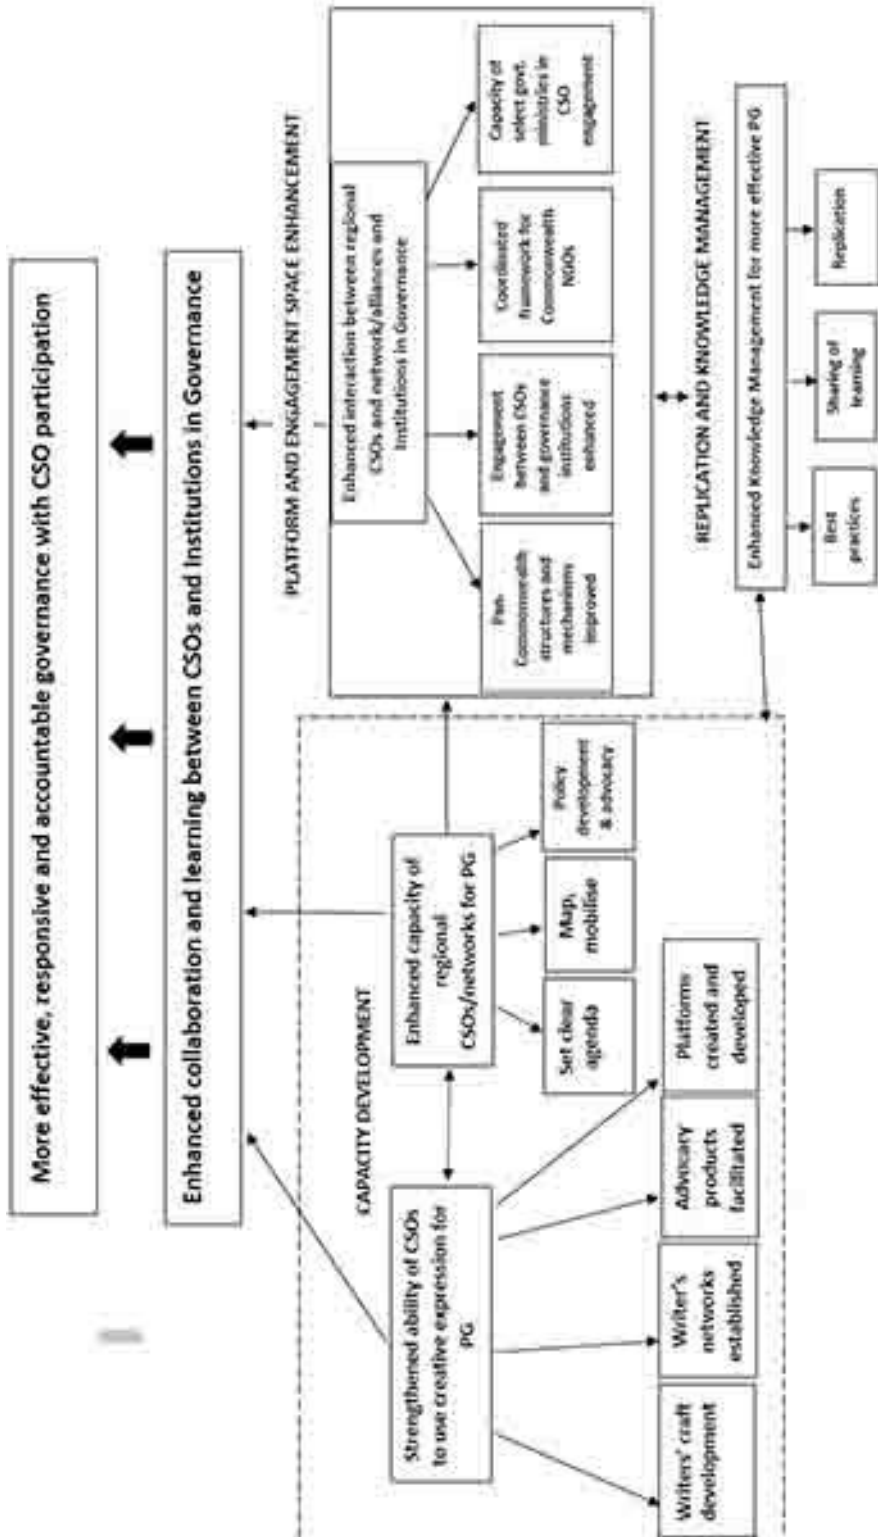 More effective, responsive and accountable governance with CSO participation
Enhanced collaboration and learning between CSOs and Institutions in Governance
CAPACITY DEVELOPMENT
Strengthened ability of CSOs
to use creative expression for
PG
Writers' craft
development
Writer's
networks
established
Advocacy
products
facilitated
Platforms
created and
developed
Enhanced capacity of
regional
CSOs/networks for PG
Set clear
agenda
Map,
mobilise
Policy
development
& advocacy
PLATFORM AND ENGAGEMENT SPACE ENHANCEMENT
Enhanced interaction between regional
CSOs and network/alliances and
Institutions in Governance
Pan-
Commonwealth
structures and
mechanisms
improved
Engagement
between CSOs
and governance
institutions
enhanced
Coordinated
framework for
Commonwealth
NGOs
Capacity of
select govt.
ministries in
CSO
engagement
REPLICATION AND KNOWLEDGE MANAGEMENT
Enhanced Knowledge Management for more effective PG
Best
practices
Sharing of
learning
Replication